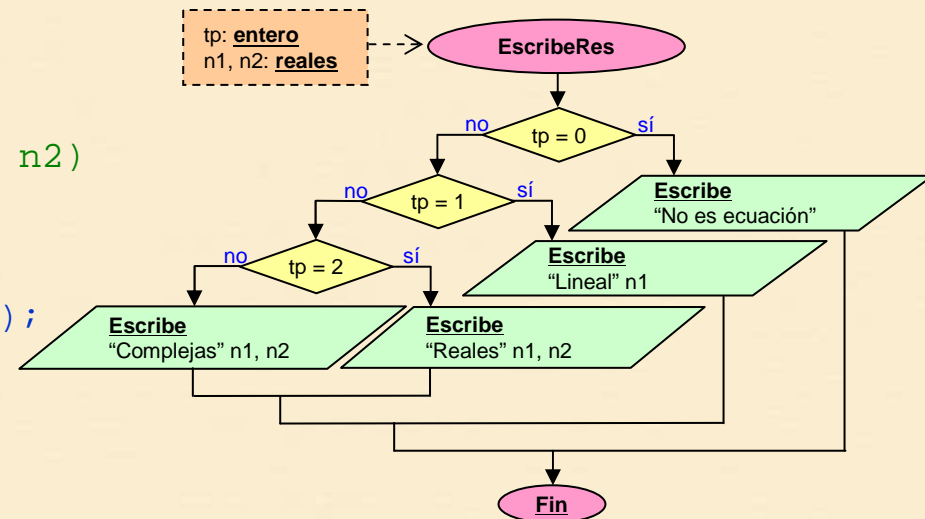 tp: entero
n1, n2: reales
EscribeRes
no
tp = 0
sí
n2)
no
tp = 1
sí
Escribe
“No es ecuación”
no
tp = 2
sí
Escribe
“Lineal” n1
);
Escribe
“Complejas” n1, n2
Escribe
“Reales” n1, n2
Fin